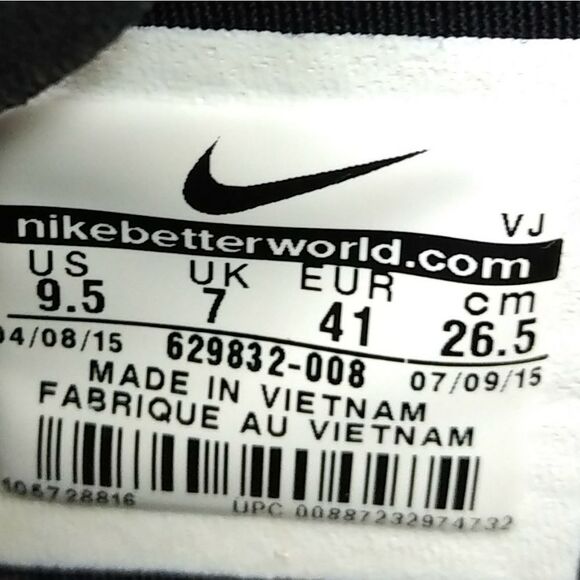 VJ
nikebetterworld.com
US UK EUR cm
9.5 7 41 26.5
04/08/15 629832-008 07/09/15
MADE IN VIETNAM
FABRIQUE AU VIETNAM
105728816 UPC 00887232974732